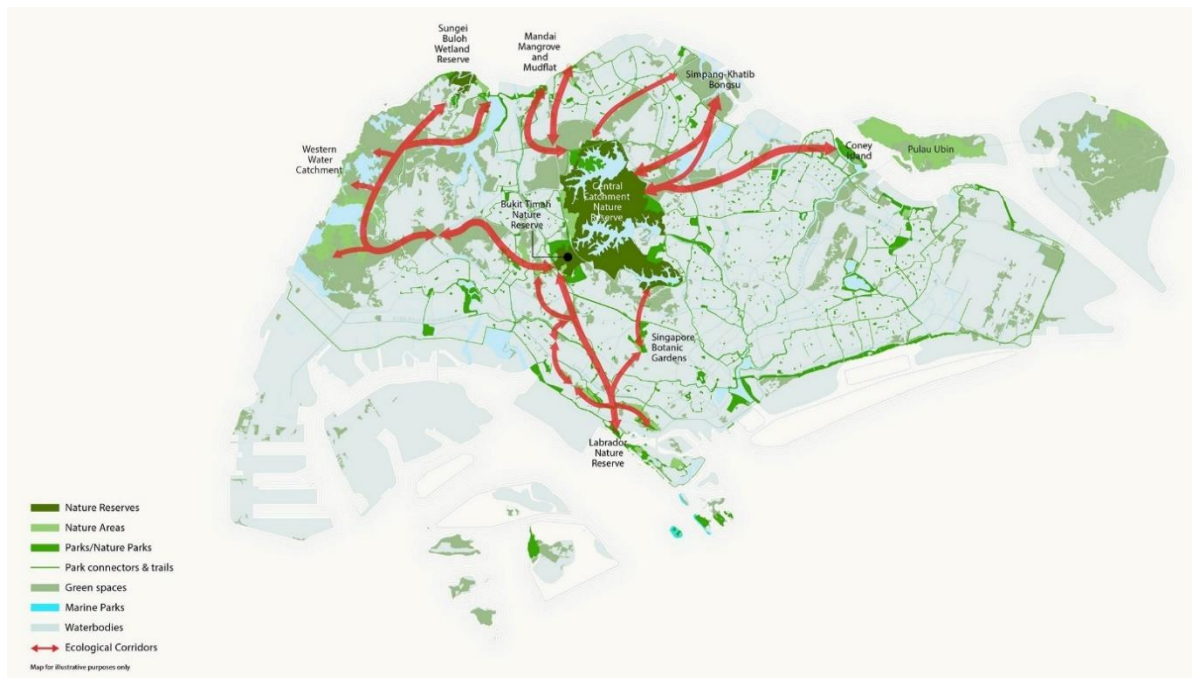 Sungei
Buloh
Wetland
Reserve
Mandai
Mangrove
and
Mudflat
Simpang-Khatib
Bongsu
Western
Water
Catchment
Coney
Island
Pulau Ubin
Central
Catchment
Nature
Reserve
Bukit Timah
Nature
Reserve
Singapore
Botanic
Gardens
Labrador
Nature
Reserve
Nature Reserves
Nature Areas
Parks/Nature Parks
Park connectors & trails
Green spaces
Marine Parks
Waterbodies
Ecological Corridors
Map for illustrative purposes only